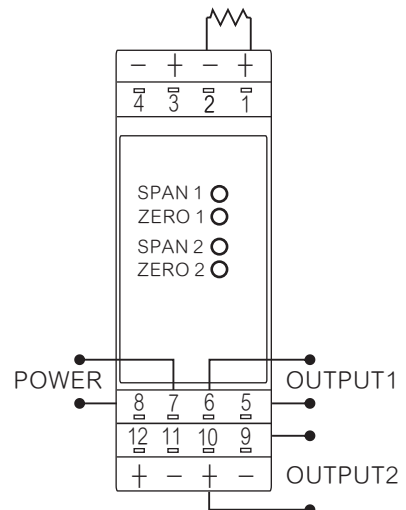 − + − +
4 3 2 1
SPAN 1
ZERO 1
SPAN 2
ZERO 2
POWER
OUTPUT1
8 7 6 5
12 11 10 9
+ − + −
OUTPUT2